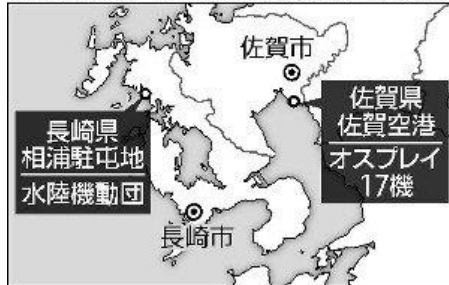 佐賀市
佐賀県
佐賀空港
オスプレイ
17機
長崎県
相浦駐屯地
水陸機動団
長崎市